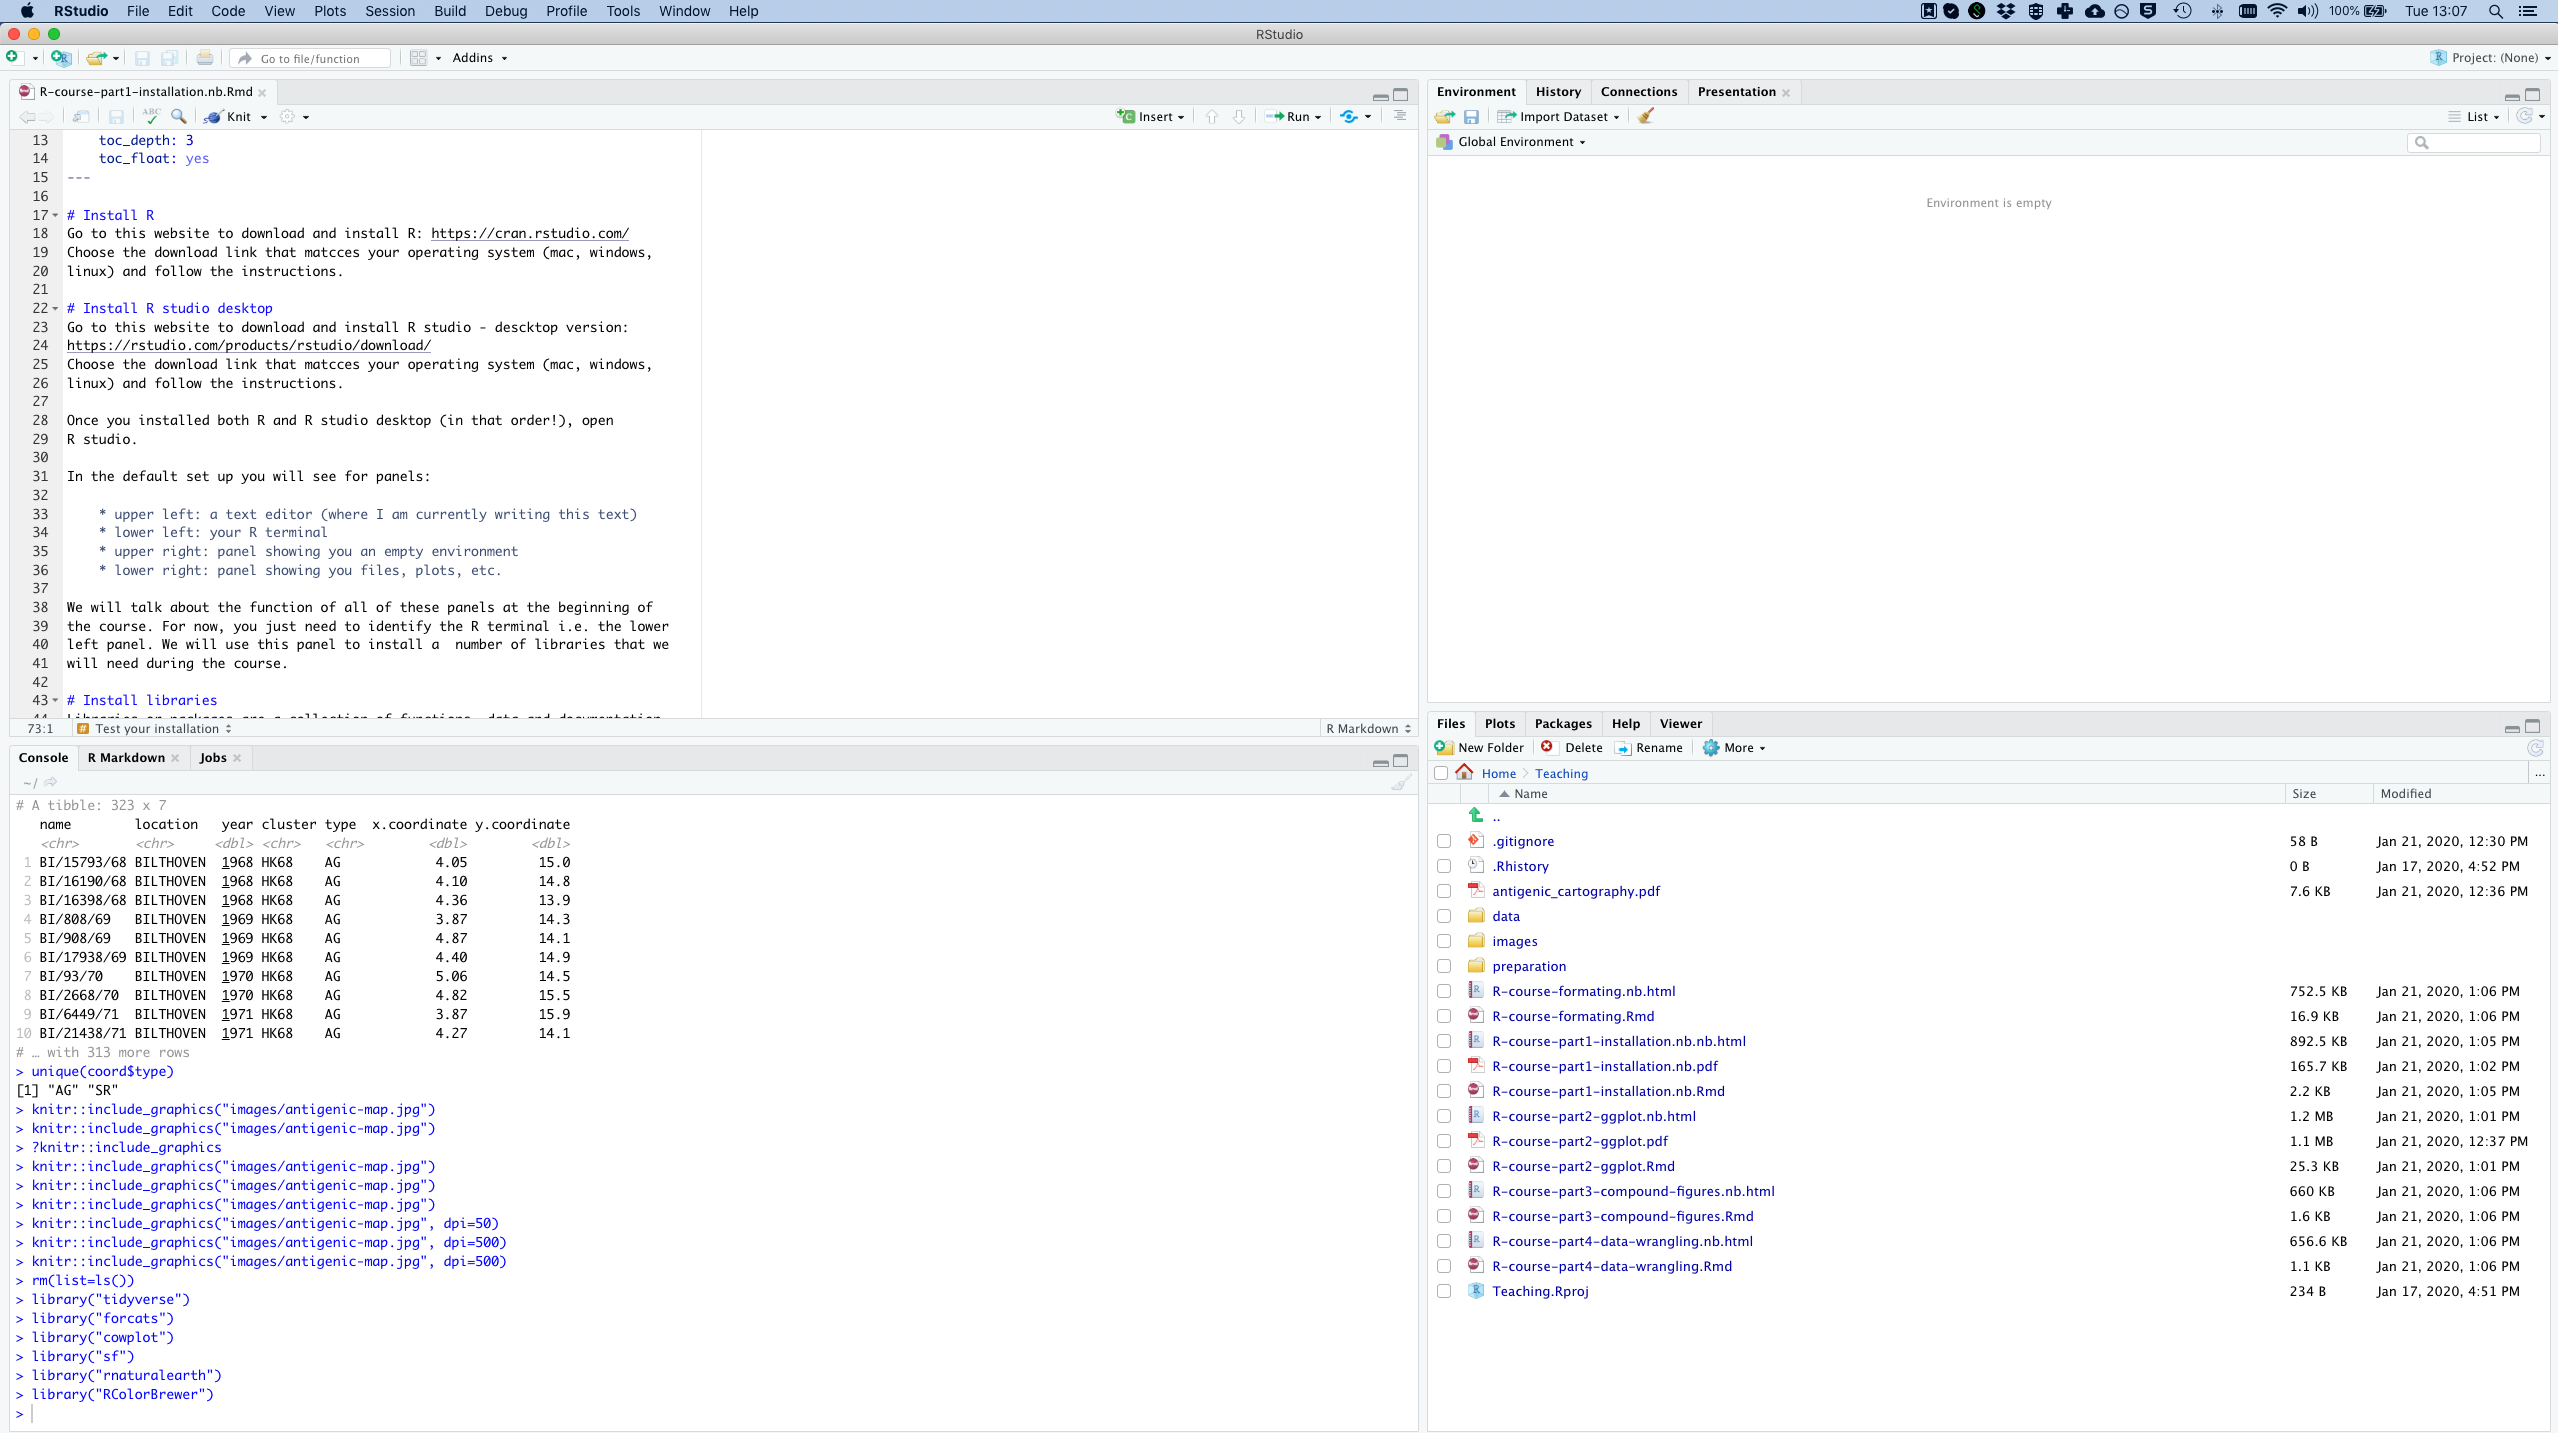 RStudio File Edit Code View Plots Session Build Debug Profile Tools Window Help 100% Tue 13:07
RStudio
Go to file/function Addins Project: (None)
R-course-part1-installation.nb.Rmd
ABC Knit Insert Run
13 toc_depth: 3
14 toc_float: yes
15 ---
16
17 # Install R
18 Go to this website to download and install R: https://cran.rstudio.com/
19 Choose the download link that matcces your operating system (mac, windows,
20 linux) and follow the instructions.
21
22 # Install R studio desktop
23 Go to this website to download and install R studio - descktop version:
24 https://rstudio.com/products/rstudio/download/
25 Choose the download link that matcces your operating system (mac, windows,
26 linux) and follow the instructions.
27
28 Once you installed both R and R studio desktop (in that order!), open
29 R studio.
30
31 In the default set up you will see for panels:
32
33 * upper left: a text editor (where I am currently writing this text)
34 * lower left: your R terminal
35 * upper right: panel showing you an empty environment
36 * lower right: panel showing you files, plots, etc.
37
38 We will talk about the function of all of these panels at the beginning of
39 the course. For now, you just need to identify the R terminal i.e. the lower
40 left panel. We will use this panel to install a  number of libraries that we
41 will need during the course.
42
43 # Install libraries
44 Libraries or packages are a collection of functions, data and documentation
73:1 # Test your installation R Markdown
Console R Markdown Jobs
~/
# A tibble: 323 x 7
name location year cluster type x.coordinate y.coordinate
<chr> <chr> <dbl> <chr> <chr> <dbl> <dbl>
1 BI/15793/68 BILTHOVEN 1968 HK68 AG 4.05 15.0
2 BI/16190/68 BILTHOVEN 1968 HK68 AG 4.10 14.8
3 BI/16398/68 BILTHOVEN 1968 HK68 AG 4.36 13.9
4 BI/808/69 BILTHOVEN 1969 HK68 AG 3.87 14.3
5 BI/908/69 BILTHOVEN 1969 HK68 AG 4.87 14.1
6 BI/17938/69 BILTHOVEN 1969 HK68 AG 4.40 14.9
7 BI/93/70 BILTHOVEN 1970 HK68 AG 5.06 14.5
8 BI/2668/70 BILTHOVEN 1970 HK68 AG 4.82 15.5
9 BI/6449/71 BILTHOVEN 1971 HK68 AG 3.87 15.9
10 BI/21438/71 BILTHOVEN 1971 HK68 AG 4.27 14.1
# … with 313 more rows
> unique(coord$type)
[1] "AG" "SR"
> knitr::include_graphics("images/antigenic-map.jpg")
> knitr::include_graphics("images/antigenic-map.jpg")
> ?knitr::include_graphics
> knitr::include_graphics("images/antigenic-map.jpg")
> knitr::include_graphics("images/antigenic-map.jpg")
> knitr::include_graphics("images/antigenic-map.jpg")
> knitr::include_graphics("images/antigenic-map.jpg", dpi=50)
> knitr::include_graphics("images/antigenic-map.jpg", dpi=500)
> knitr::include_graphics("images/antigenic-map.jpg", dpi=500)
> rm(list=ls())
> library("tidyverse")
> library("forcats")
> library("cowplot")
> library("sf")
> library("rnaturalearth")
> library("RColorBrewer")
>
Environment History Connections Presentation
Import Dataset List
Global Environment
Environment is empty
Files Plots Packages Help Viewer
New Folder Delete Rename More
Home Teaching ...
Name Size Modified
..
.gitignore 58 B Jan 21, 2020, 12:30 PM
.Rhistory 0 B Jan 17, 2020, 4:52 PM
antigenic_cartography.pdf 7.6 KB Jan 21, 2020, 12:36 PM
data
images
preparation
R-course-formating.nb.html 752.5 KB Jan 21, 2020, 1:06 PM
R-course-formating.Rmd 16.9 KB Jan 21, 2020, 1:06 PM
R-course-part1-installation.nb.nb.html 892.5 KB Jan 21, 2020, 1:05 PM
R-course-part1-installation.nb.pdf 165.7 KB Jan 21, 2020, 1:02 PM
R-course-part1-installation.nb.Rmd 2.2 KB Jan 21, 2020, 1:05 PM
R-course-part2-ggplot.nb.html 1.2 MB Jan 21, 2020, 1:01 PM
R-course-part2-ggplot.pdf 1.1 MB Jan 21, 2020, 12:37 PM
R-course-part2-ggplot.Rmd 25.3 KB Jan 21, 2020, 1:01 PM
R-course-part3-compound-figures.nb.html 660 KB Jan 21, 2020, 1:06 PM
R-course-part3-compound-figures.Rmd 1.6 KB Jan 21, 2020, 1:06 PM
R-course-part4-data-wrangling.nb.html 656.6 KB Jan 21, 2020, 1:06 PM
R-course-part4-data-wrangling.Rmd 1.1 KB Jan 21, 2020, 1:06 PM
Teaching.Rproj 234 B Jan 17, 2020, 4:51 PM